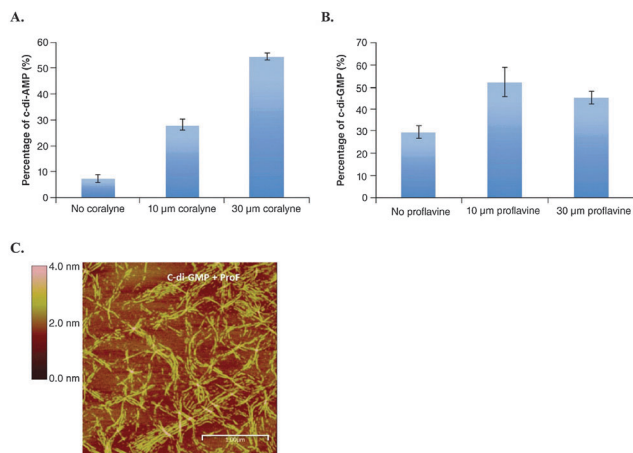 A.
Percentage of c-di-AMP (%)
60
50
40
30
20
10
0
No coralyne
10 µm coralyne
30 µm coralyne
B.
Percentage of c-di-GMP (%)
70
60
50
40
30
20
10
0
No proflavine
10 µm proflavine
30 µm proflavine
C.
4.0 nm
2.0 nm
0.0 nm
C-di-GMP + ProF